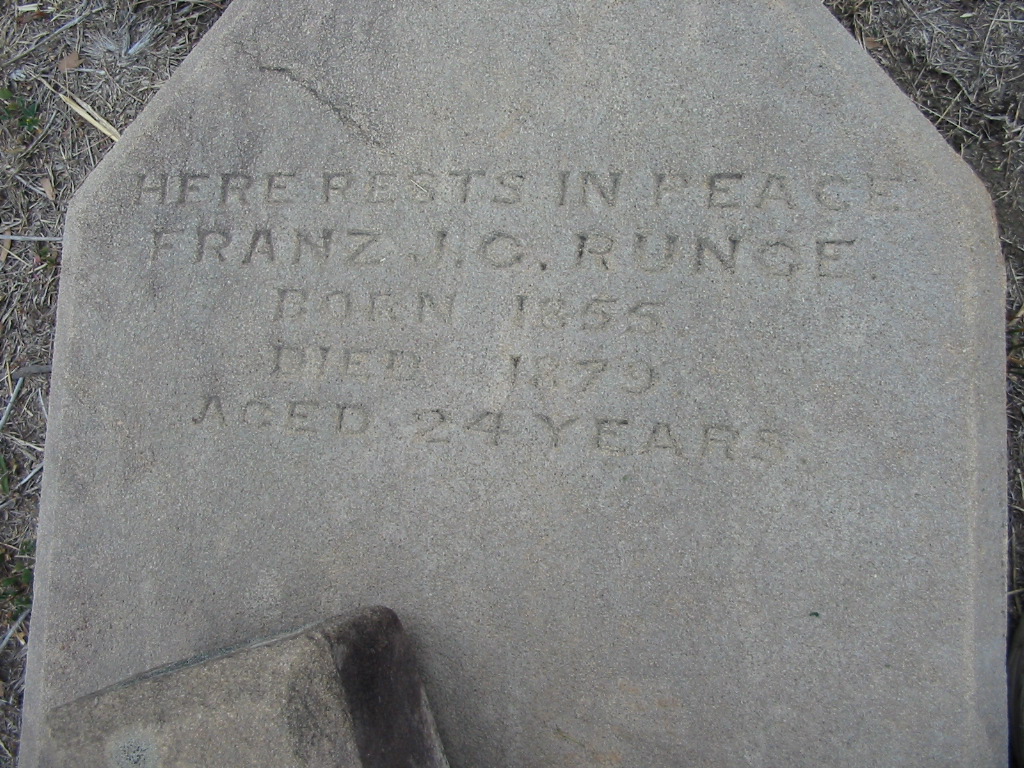 HERE RESTS IN PEACE
FRANZ J.C. RUNGE.
BORN 1855
DIED 1879
AGED 24 YEARS.